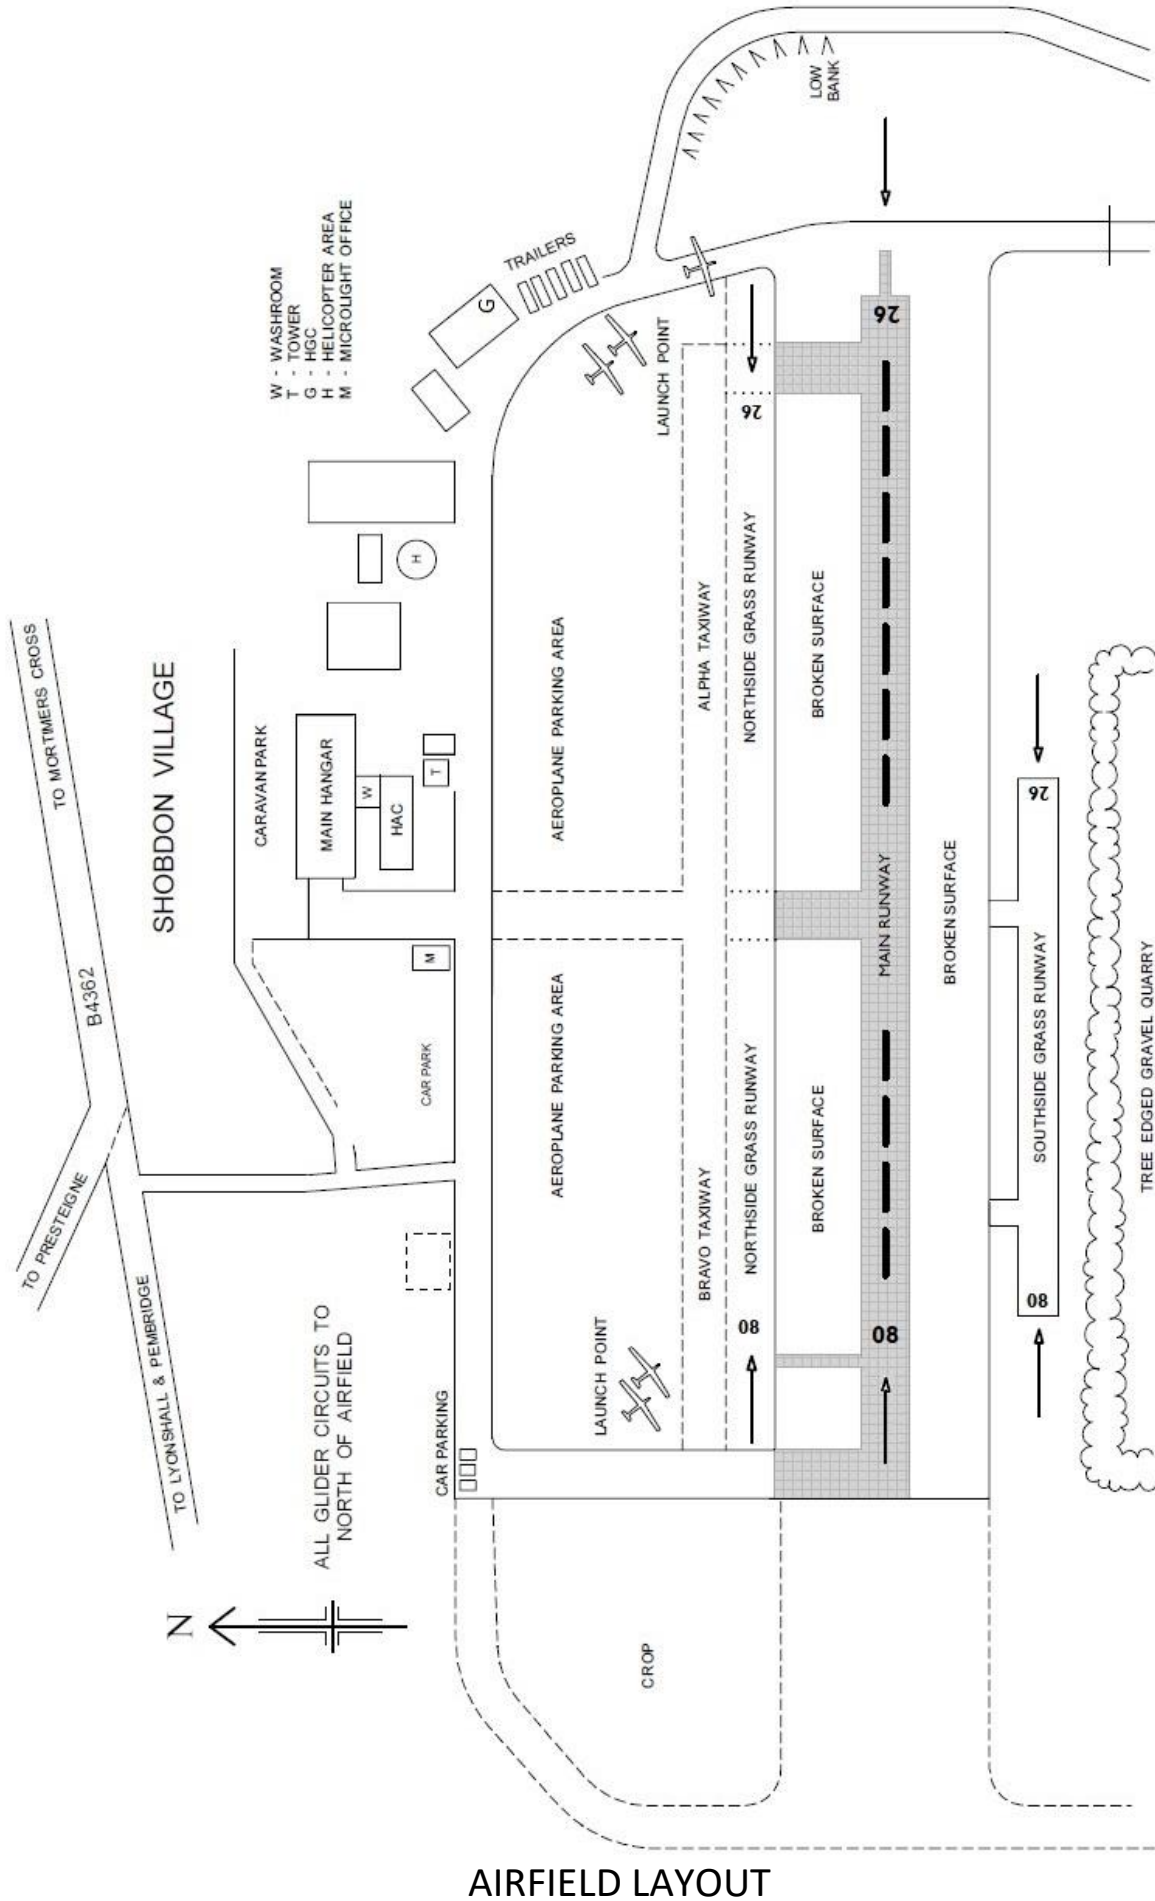 TO MORTIMERS CROSS
B4362
TO PRESTEIGNE
TO LYONSHALL & PEMBRIDGE
SHOBDON VILLAGE
W - WASHROOM
T - TOWER
G - HGC
H - HELICOPTER AREA
M - MICROLIGHT OFFICE
N
ALL GLIDER CIRCUITS TO
NORTH OF AIRFIELD
CARAVAN PARK
MAIN HANGAR
W
HAC
T
H
G
TRAILERS
M
CAR PARK
CAR PARKING
AEROPLANE PARKING AREA
AEROPLANE PARKING AREA
LAUNCH POINT
LAUNCH POINT
BRAVO TAXIWAY
ALPHA TAXIWAY
08
NORTHSIDE GRASS RUNWAY
NORTHSIDE GRASS RUNWAY
26
BROKEN SURFACE
BROKEN SURFACE
LOW
BANK
08
MAIN RUNWAY
26
BROKEN SURFACE
08
SOUTHSIDE GRASS RUNWAY
26
TREE EDGED GRAVEL QUARRY
CROP
AIRFIELD LAYOUT